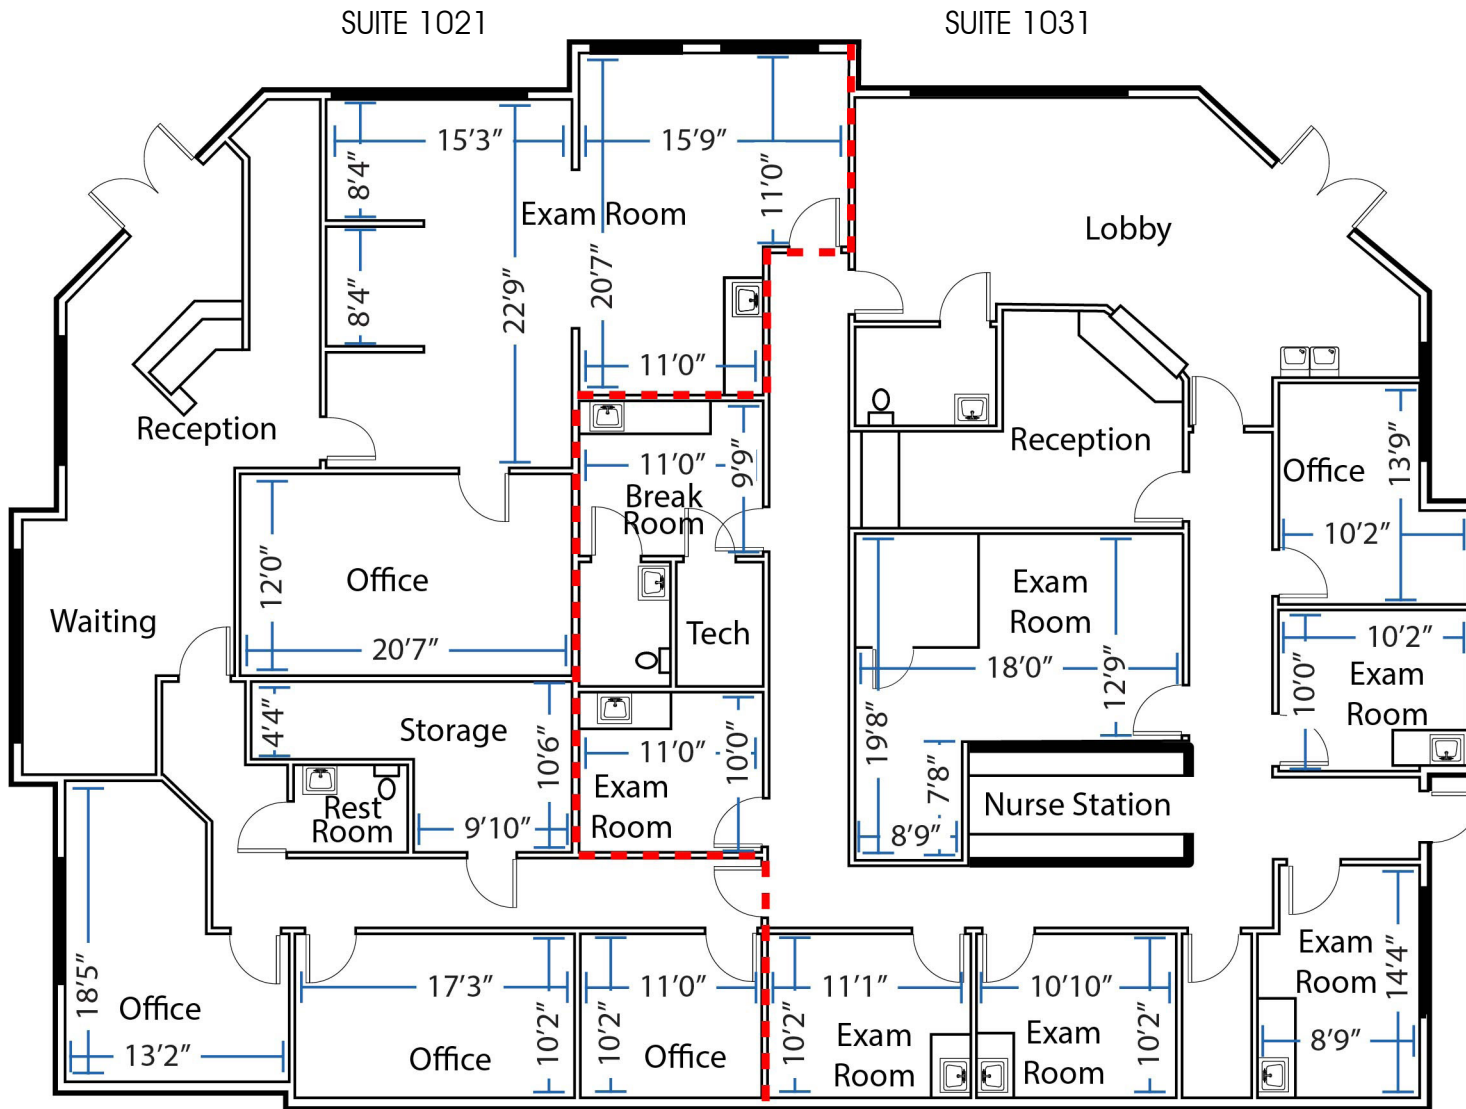 SUITE 1021
SUITE 1031
15’3”
15’9”
8’4”
11’0”
Exam Room
Lobby
20’7”
22’9”
8’4”
11’0”
Reception
Reception
11’0”
9’9”
Break
Room
Office
13’9”
10’2”
12’0”
Office
20’7”
Waiting
Tech
Exam
Room
18’0”
12’9”
19’8”
10’2”
10’0”
Exam
Room
4’4”
Storage
10’6”
9’10”
Rest
Room
11’0”
10’0”
Exam
Room
7’8”
8’9”
Nurse Station
18’5”
Office
13’2”
17’3”
10’2”
Office
11’0”
10’2”
Office
11’1”
10’2”
Exam
Room
10’10”
10’2”
Exam
Room
Exam
Room
14’4”
8’9”